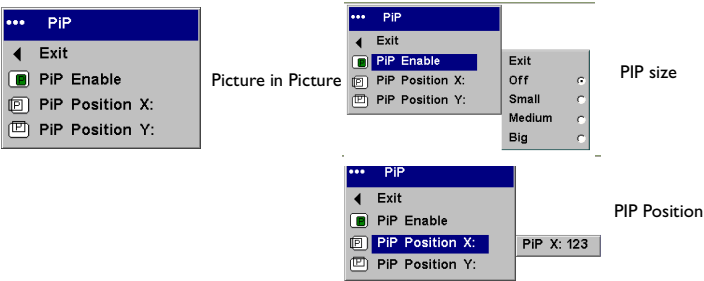 ••• PiP
Exit
PiP Enable
PiP Position X:
PiP Position Y:
Picture in Picture
••• PiP
Exit
PiP Enable
PiP Position X:
PiP Position Y:
Exit
Off
Small
Medium
Big
PIP size
••• PiP
Exit
PiP Enable
PiP Position X:
PiP Position Y:
PiP X: 123
PIP Position